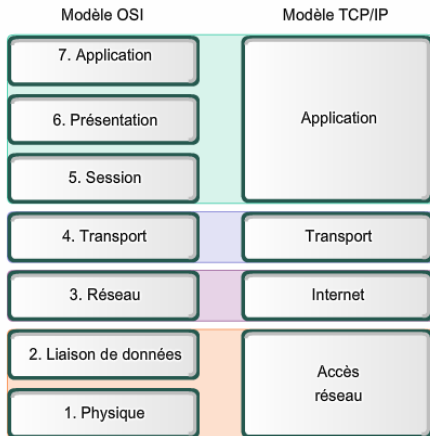 Modèle OSI
Modèle TCP/IP
7. Application
6. Présentation
5. Session
Application
4. Transport
Transport
3. Réseau
Internet
2. Liaison de données
1. Physique
Accès
réseau